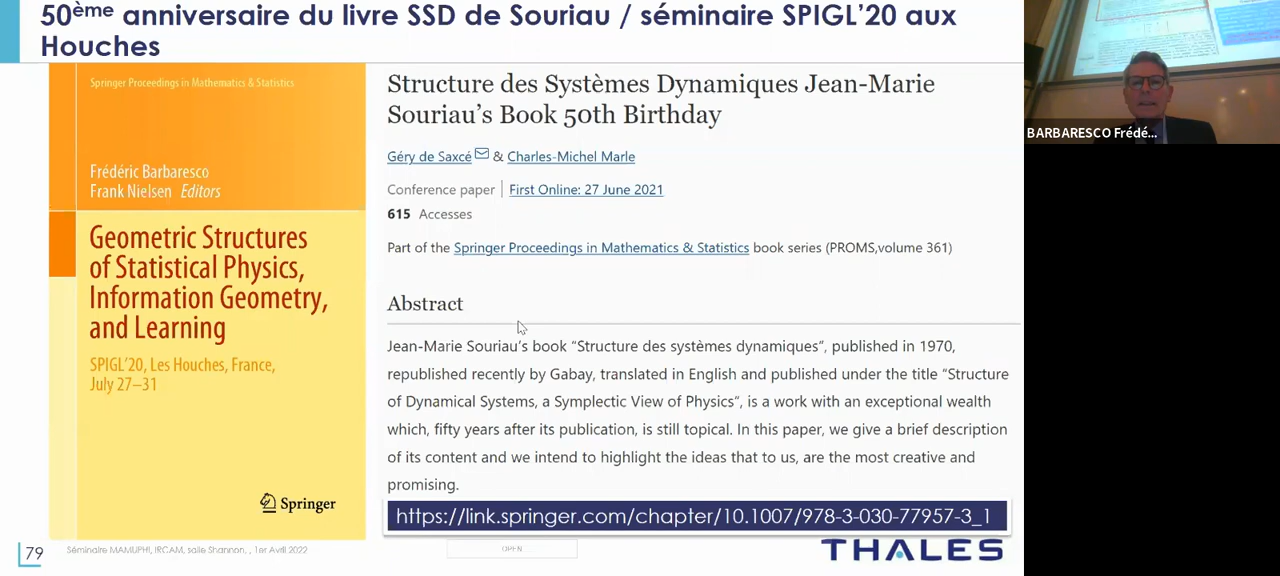 50ème anniversaire du livre SSD de Souriau / séminaire SPIGL'20 aux
Houches
Springer Proceedings in Mathematics & Statistics
Frédéric Barbaresco
Frank Nielsen Editors
Geometric Structures
of Statistical Physics,
Information Geometry,
and Learning
SPIGL'20, Les Houches, France,
July 27–31
Springer
Structure des Systèmes Dynamiques Jean-Marie
Souriau's Book 50th Birthday
Géry de Saxcé & Charles-Michel Marle
Conference paper | First Online: 27 June 2021
615 Accesses
Part of the Springer Proceedings in Mathematics & Statistics book series (PROMS,volume 361)
Abstract
Jean-Marie Souriau's book "Structure des systèmes dynamiques", published in 1970,
republished recently by Gabay, translated in English and published under the title "Structure
of Dynamical Systems, a Symplectic View of Physics", is a work with an exceptional wealth
which, fifty years after its publication, is still topical. In this paper, we give a brief description
of its content and we intend to highlight the ideas that to us, are the most creative and
promising.
https://link.springer.com/chapter/10.1007/978-3-030-77957-3_1
79
Séminaire MAMUPHI, IRCAM, salle Shannon, , 1er Avril 2022
OPEN
THALES
BARBARESCO Frédé...